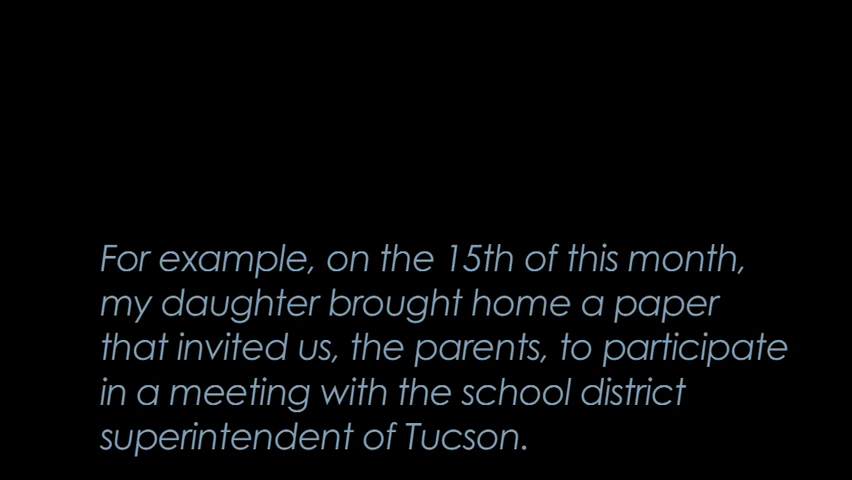 For example, on the 15th of this month,
my daughter brought home a paper
that invited us, the parents, to participate
in a meeting with the school district
superintendent of Tucson.